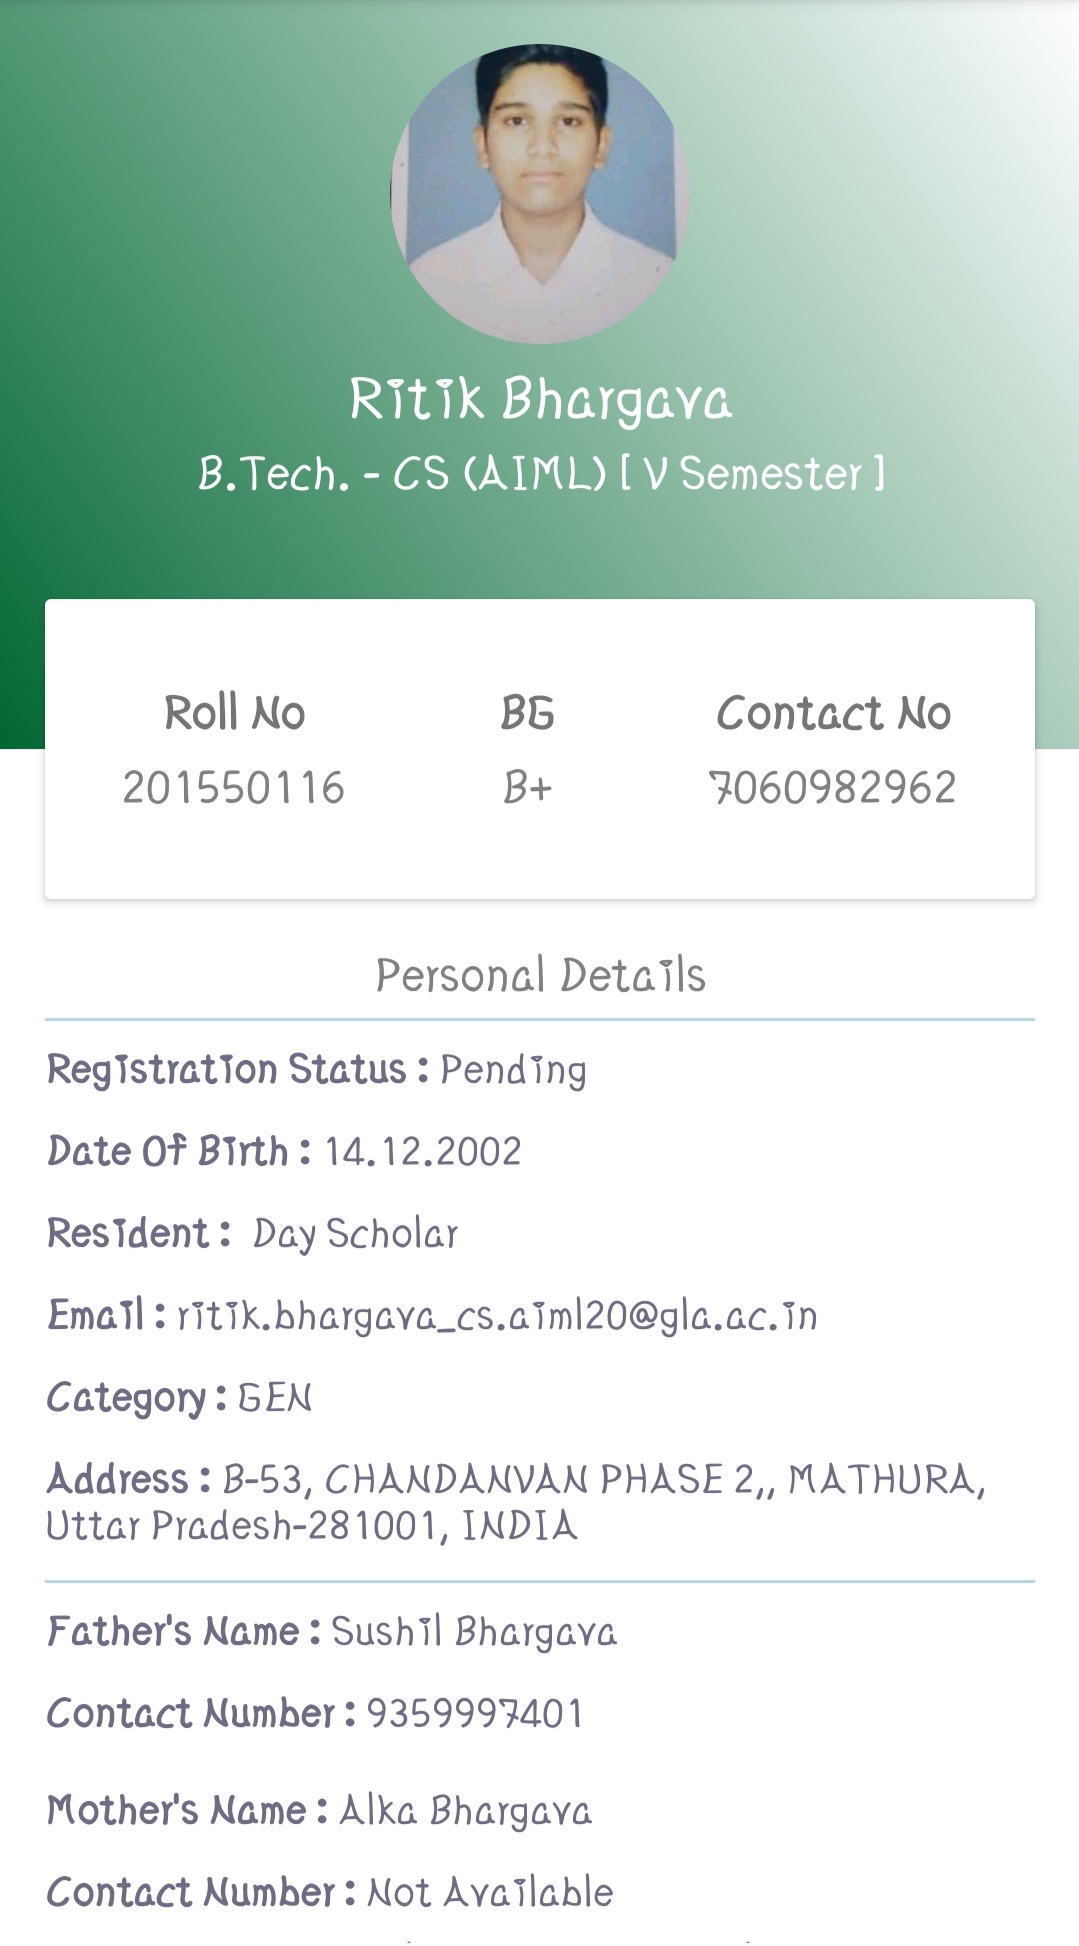 Ritik Bhargava
B.Tech. - CS (AIML) [ V Semester ]
Roll No BG Contact No
201550116 B+ 7060982962
Personal Details
Registration Status : Pending
Date Of Birth : 14.12.2002
Resident : Day Scholar
Email : ritik.bhargava_cs.aiml20@gla.ac.in
Category : GEN
Address : B-53, CHANDANVAN PHASE 2,, MATHURA,
Uttar Pradesh-281001, INDIA
Father's Name : Sushil Bhargava
Contact Number : 9359997401
Mother's Name : Alka Bhargava
Contact Number : Not Available